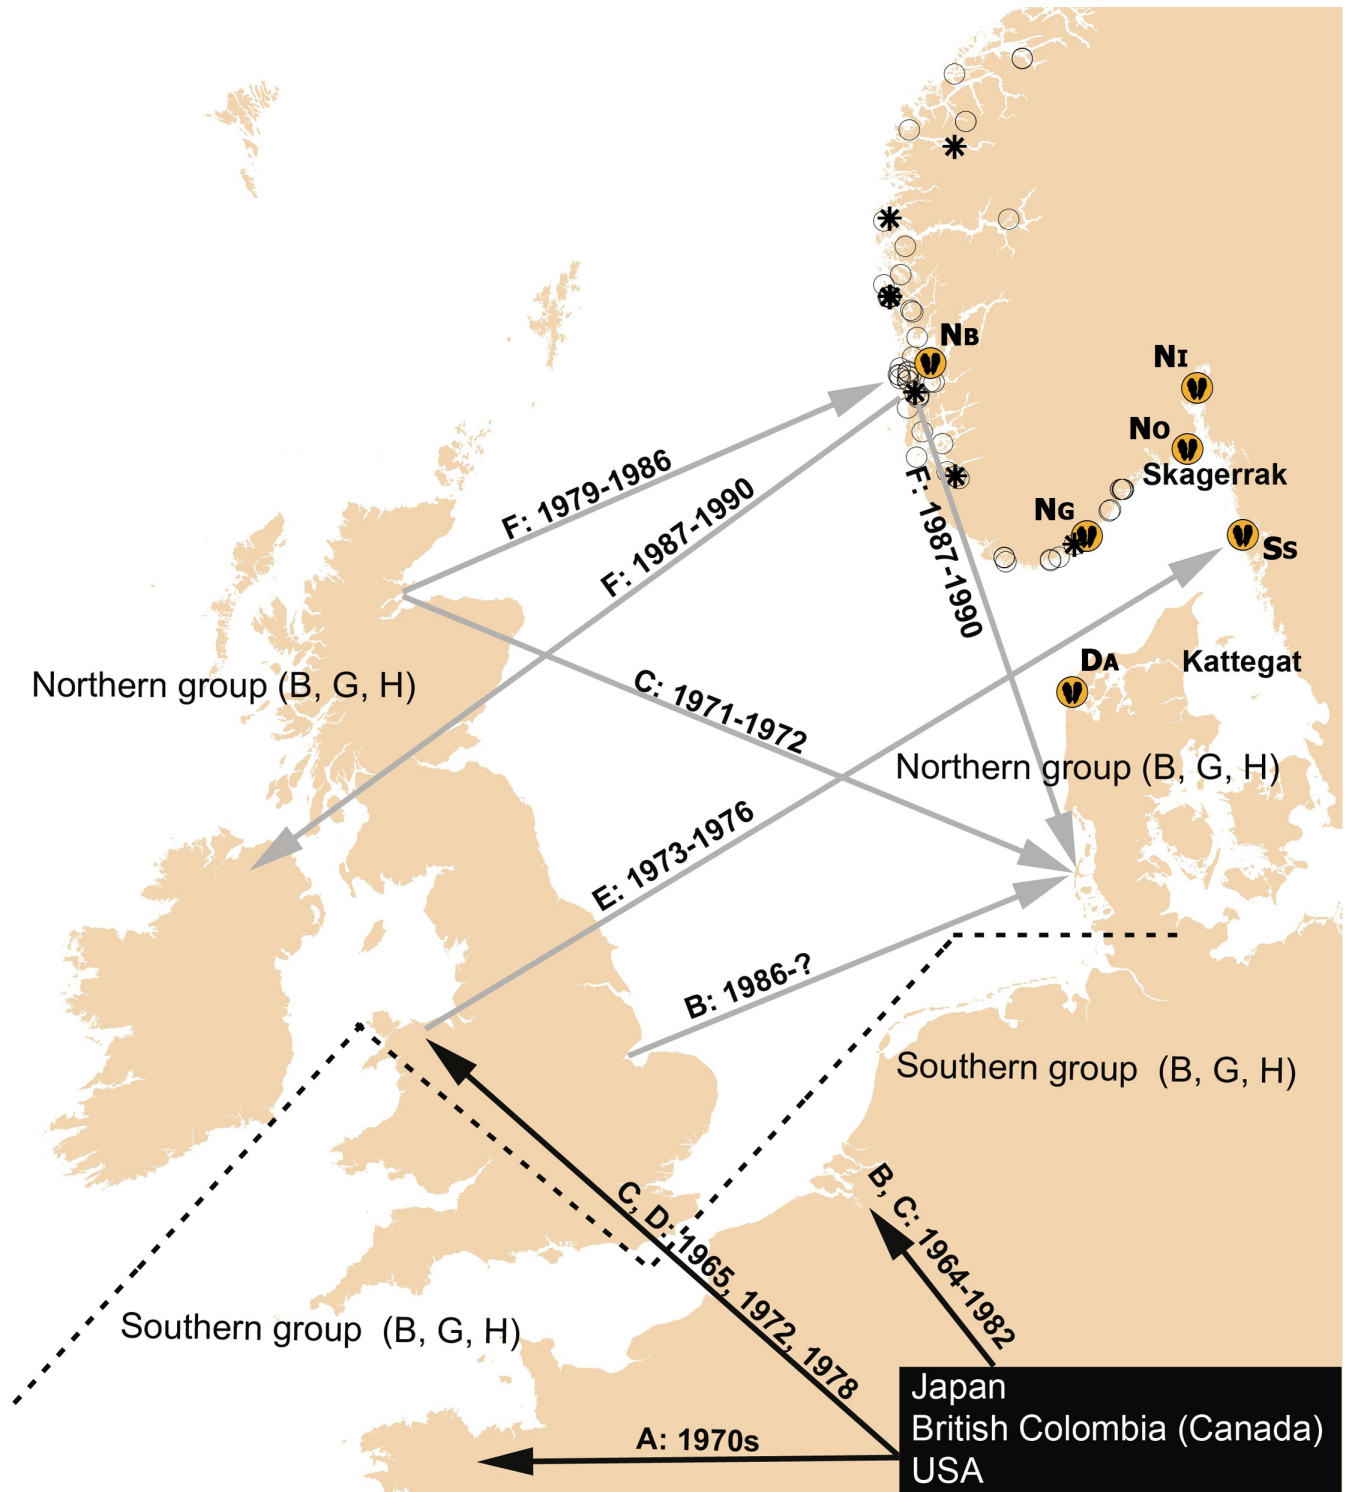 NB
NI
NO
Skagerrak
NG
SS
F: 1979-1986
F: 1987-1990
F: 1987-1990
DA
Kattegat
Northern group (B, G, H)
C: 1971-1972
Northern group (B, G, H)
E: 1973-1976
B: 1986-?
Southern group (B, G, H)
B, C: 1964-1982
C, D: 1965, 1972, 1978
Southern group (B, G, H)
A: 1970s
Japan
British Colombia (Canada)
USA